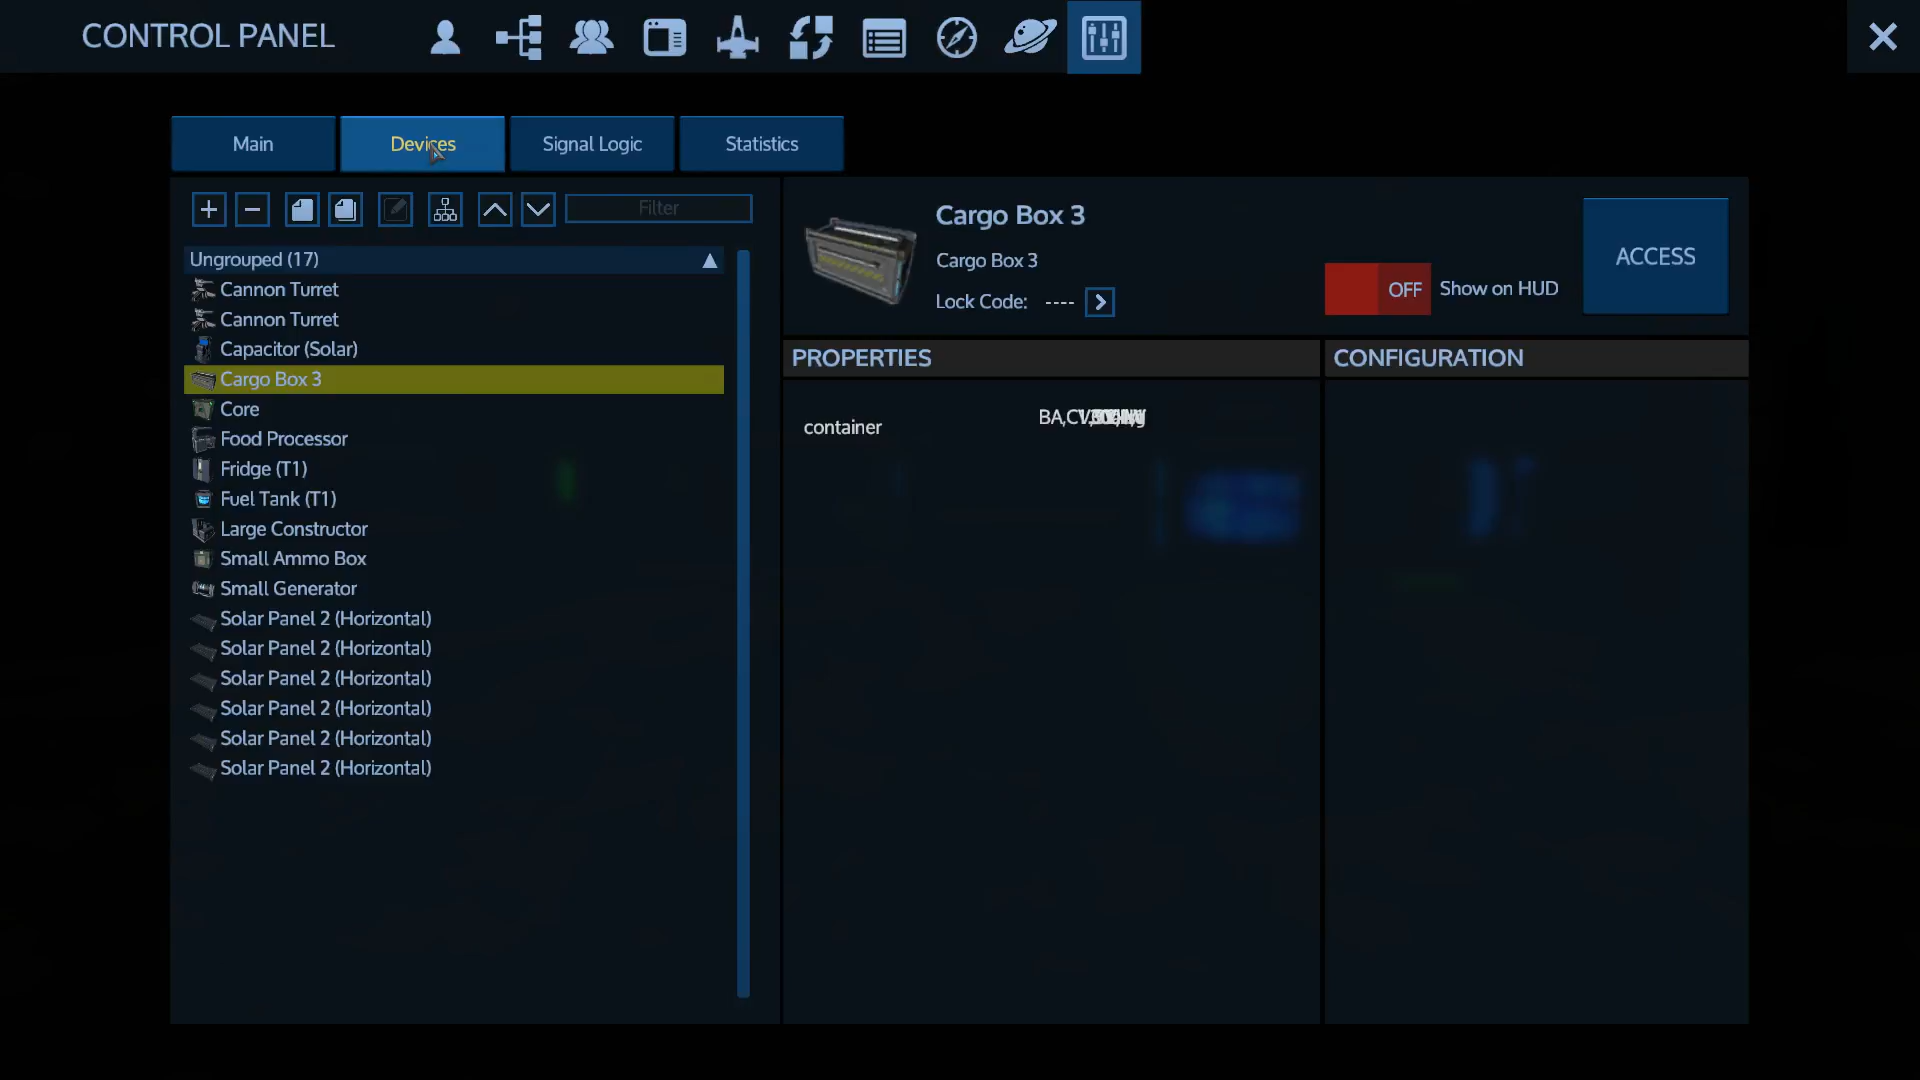 CONTROL PANEL
Main
Devices
Signal Logic
Statistics
Filter
Ungrouped (17)
Cannon Turret
Cannon Turret
Capacitor (Solar)
Cargo Box 3
Core
Food Processor
Fridge (T1)
Fuel Tank (T1)
Large Constructor
Small Ammo Box
Small Generator
Solar Panel 2 (Horizontal)
Solar Panel 2 (Horizontal)
Solar Panel 2 (Horizontal)
Solar Panel 2 (Horizontal)
Solar Panel 2 (Horizontal)
Solar Panel 2 (Horizontal)
Cargo Box 3
Cargo Box 3
Lock Code: ----
OFF
Show on HUD
ACCESS
PROPERTIES
CONFIGURATION
container